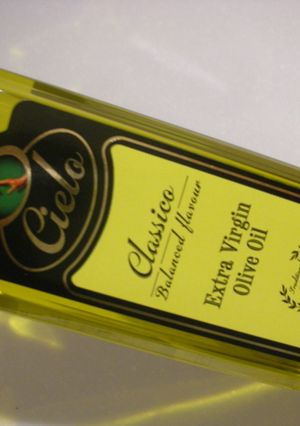 Cielo
Classico
Balanced flavour
Extra Virgin
Olive Oil